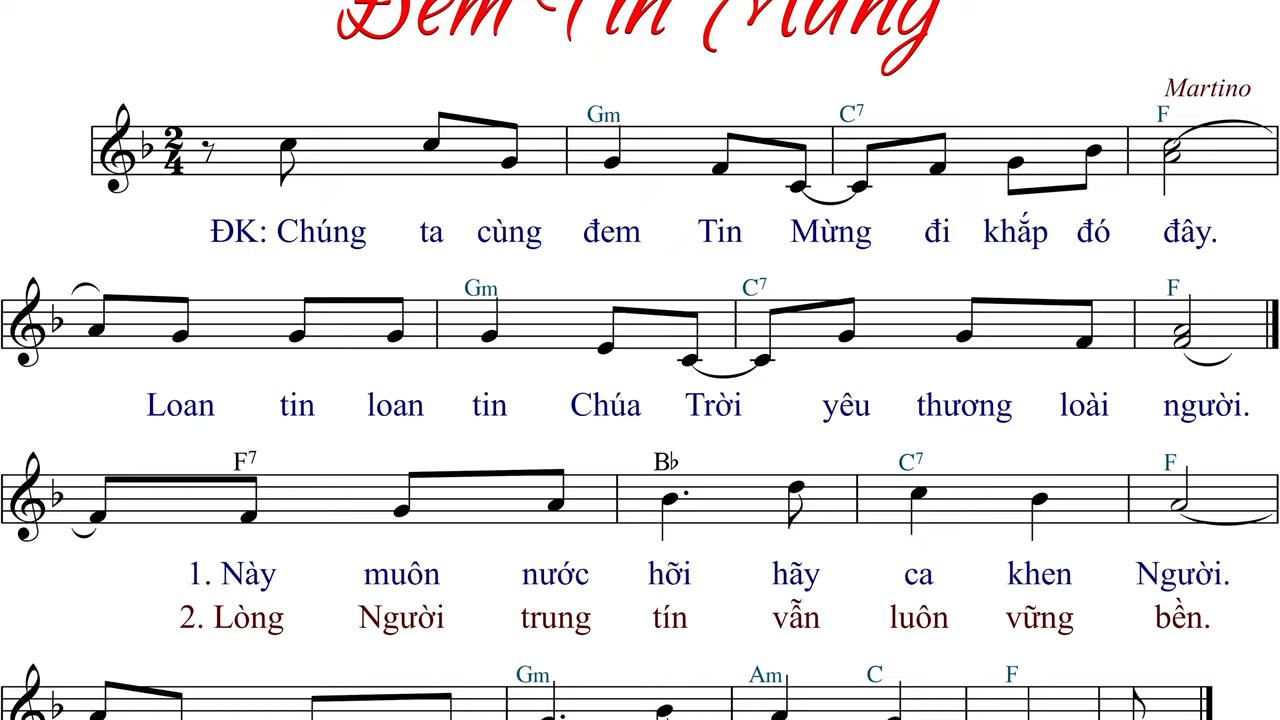 Đem Tin Mừng
Martino
Gm C7 F
2
4
ĐK: Chúng ta cùng đem Tin Mừng đi khắp đó đây.
Gm C7 F
Loan tin loan tin Chúa Trời yêu thương loài người.
F7 B♭ C7 F
1. Này muôn nước hỡi hãy ca khen Người.
2. Lòng Người trung tín vẫn luôn vững bền.
Gm Am C F